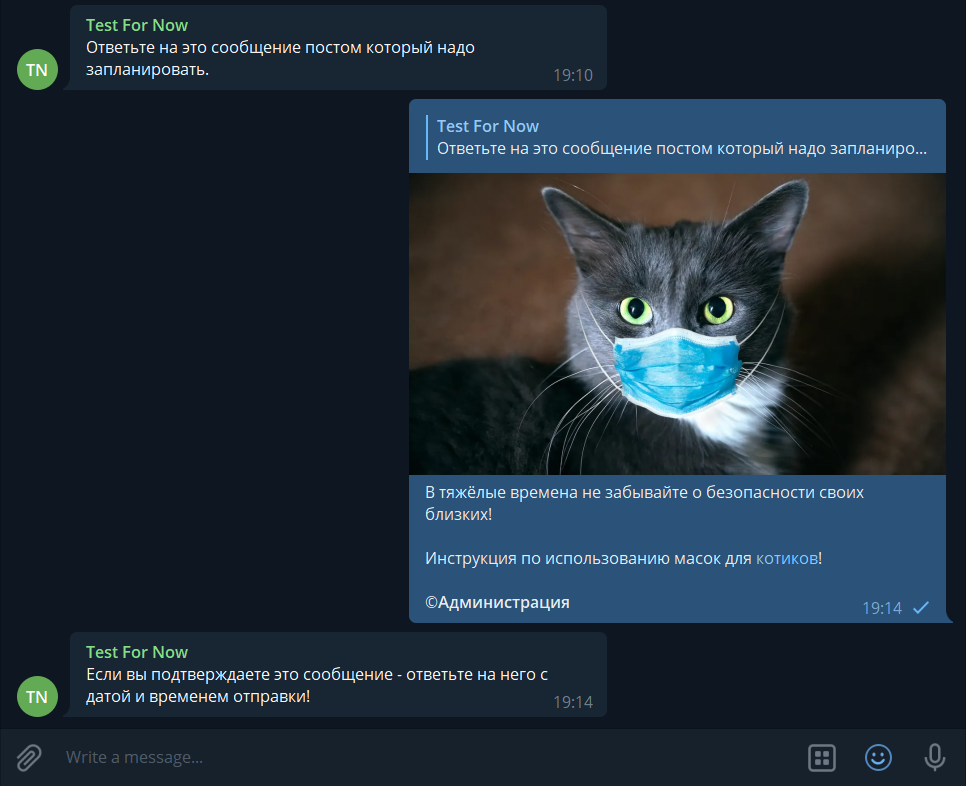 Test For Now
Ответьте на это сообщение постом который надо
запланировать.
TN
19:10
Test For Now
Ответьте на это сообщение постом который надо запланиро...
В тяжёлые времена не забывайте о безопасности своих
близких!
Инструкция по использованию масок для котиков!
©Администрация
19:14
Test For Now
Если вы подтверждаете это сообщение - ответьте на него с
датой и временем отправки!
TN
19:14
Write a message...